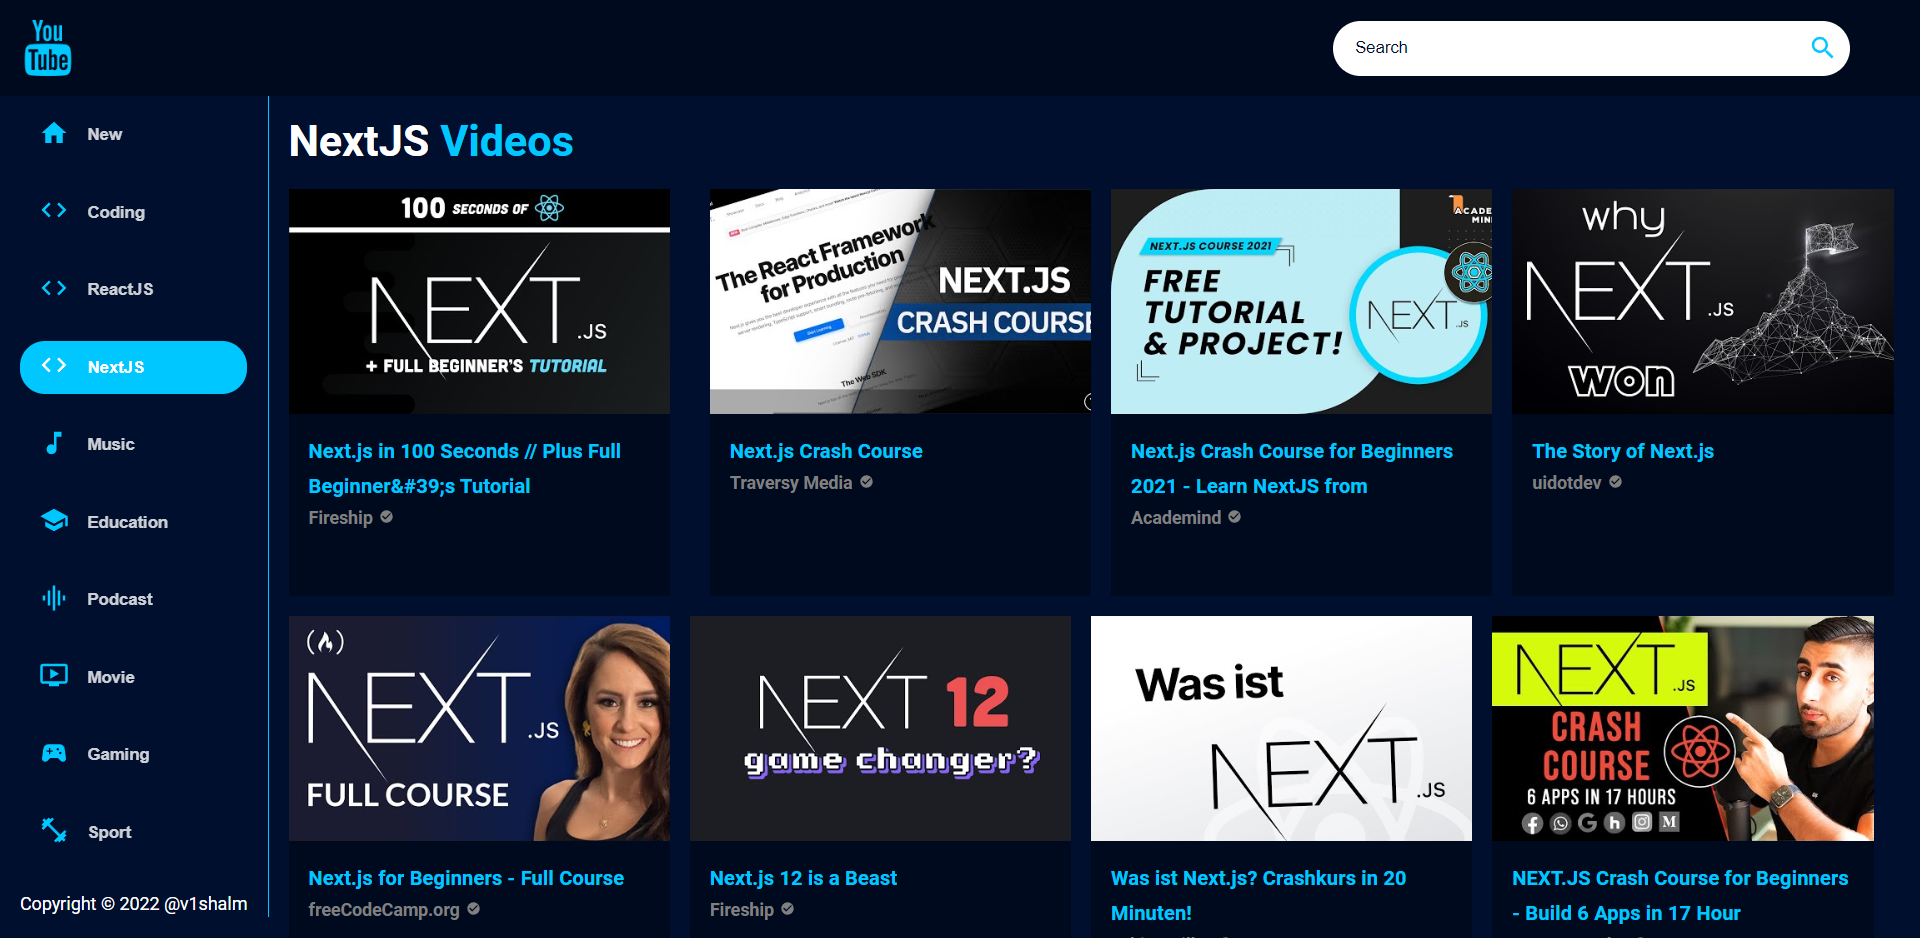 You
Tube
Search
New
Coding
ReactJS
NextJS
Music
Education
Podcast
Movie
Gaming
Sport
Copyright © 2022 @v1shalm
NextJS Videos
100 SECONDS OF
NEXT.JS
+ FULL BEGINNER'S TUTORIAL
Next.js in 100 Seconds // Plus Full
Beginner&#39;s Tutorial
Fireship
The React Framework
for Production
Start Learning
The Web SDK
NEXT.JS
CRASH COURSE
Next.js Crash Course
Traversy Media
ACADE
MIN
NEXT.JS COURSE 2021
FREE
TUTORIAL
& PROJECT!
NEXT.JS
Next.js Crash Course for Beginners
2021 - Learn NextJS from
Academind
why
NEXT.JS
won
The Story of Next.js
uidotdev
NEXT.JS
FULL COURSE
Next.js for Beginners - Full Course
freeCodeCamp.org
NEXT 12
game changer?
Next.js 12 is a Beast
Fireship
Was ist
NEXT.JS
Was ist Next.js? Crashkurs in 20
Minuten!
NEXT.JS
CRASH
COURSE
6 APPS IN 17 HOURS
NEXT.JS Crash Course for Beginners
- Build 6 Apps in 17 Hour